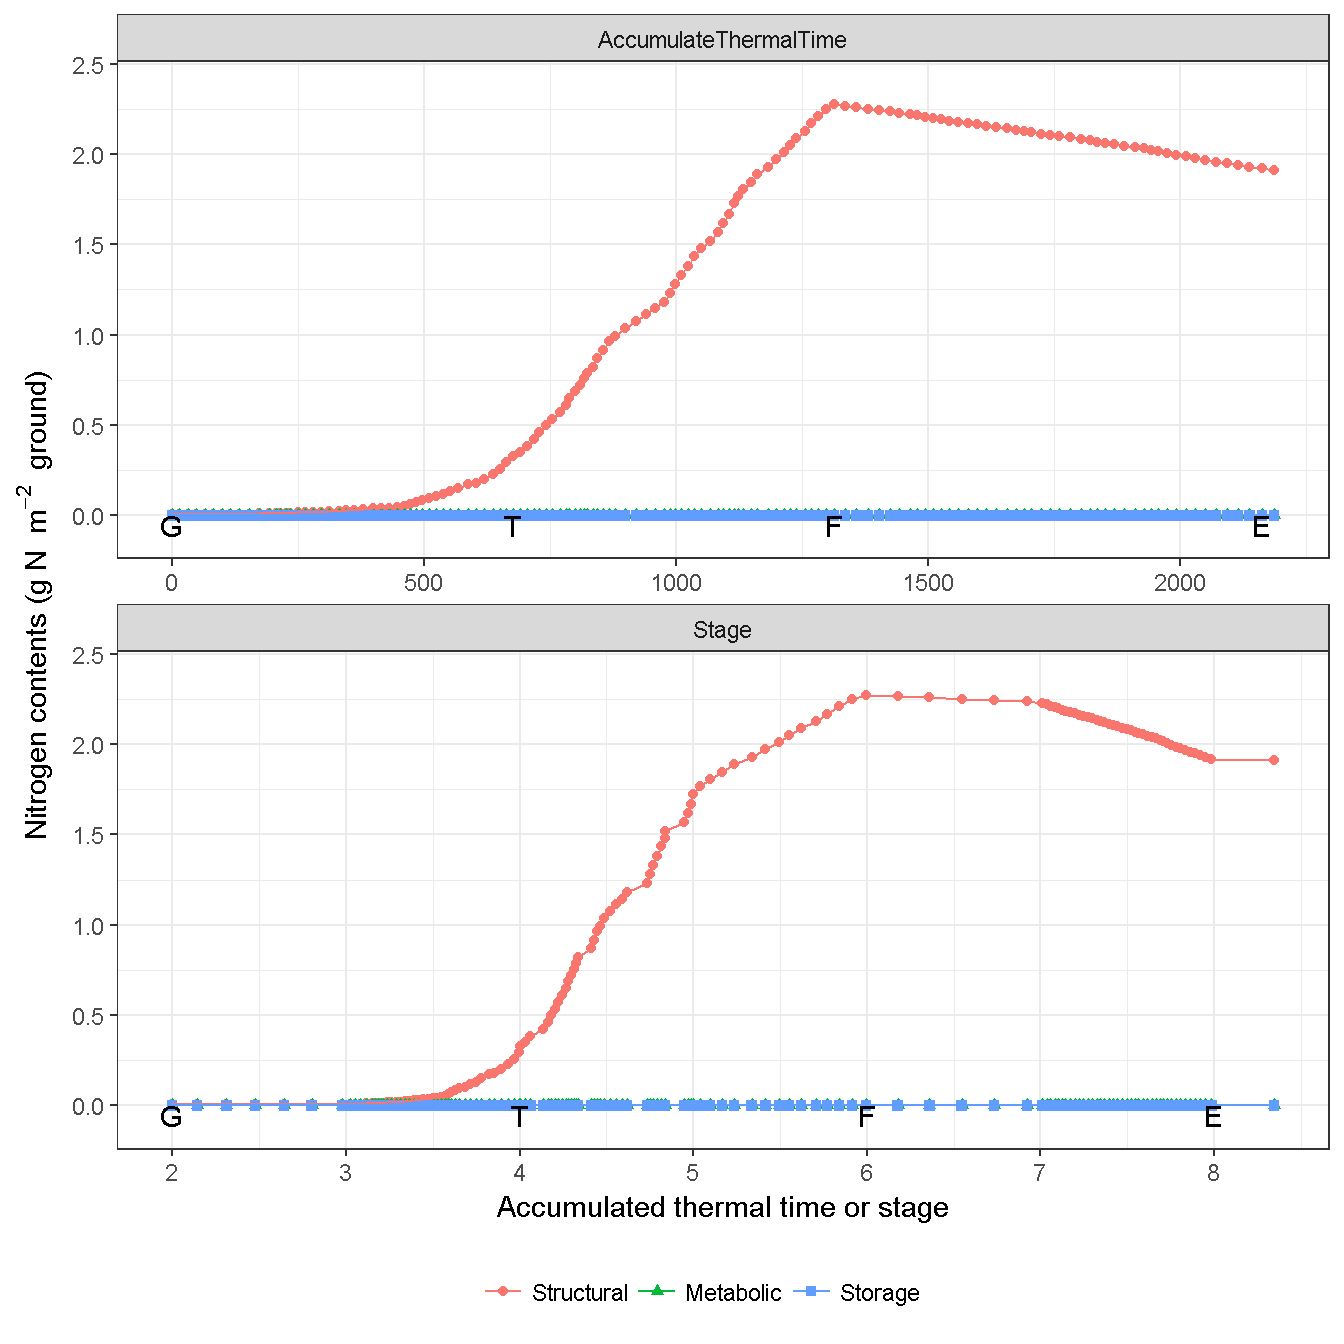 AccumulateThermalTime
2.5
2.0
1.5
1.0
0.5
0.0
G T F E
0 500 1000 1500 2000
Nitrogen contents (g N m⁻² ground)
Stage
2.5
2.0
1.5
1.0
0.5
0.0
G T F E
2 3 4 5 6 7 8
Accumulated thermal time or stage
Structural Metabolic Storage